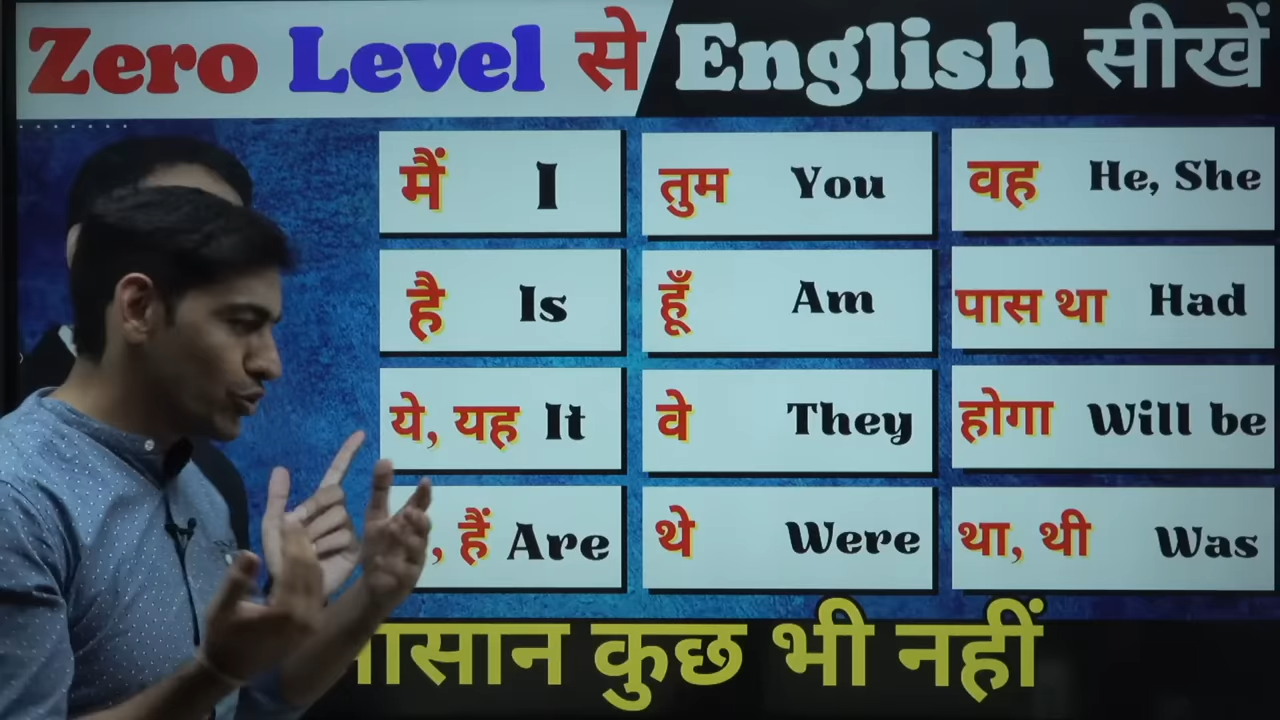 Zero Level से English सीखें
मैं I तुम You वह He, She
है Is हूँ Am पास था Had
ये, यह It वे They होगा Will be
, हैं Are थे Were था, थी Was
कुछ भी नहीं